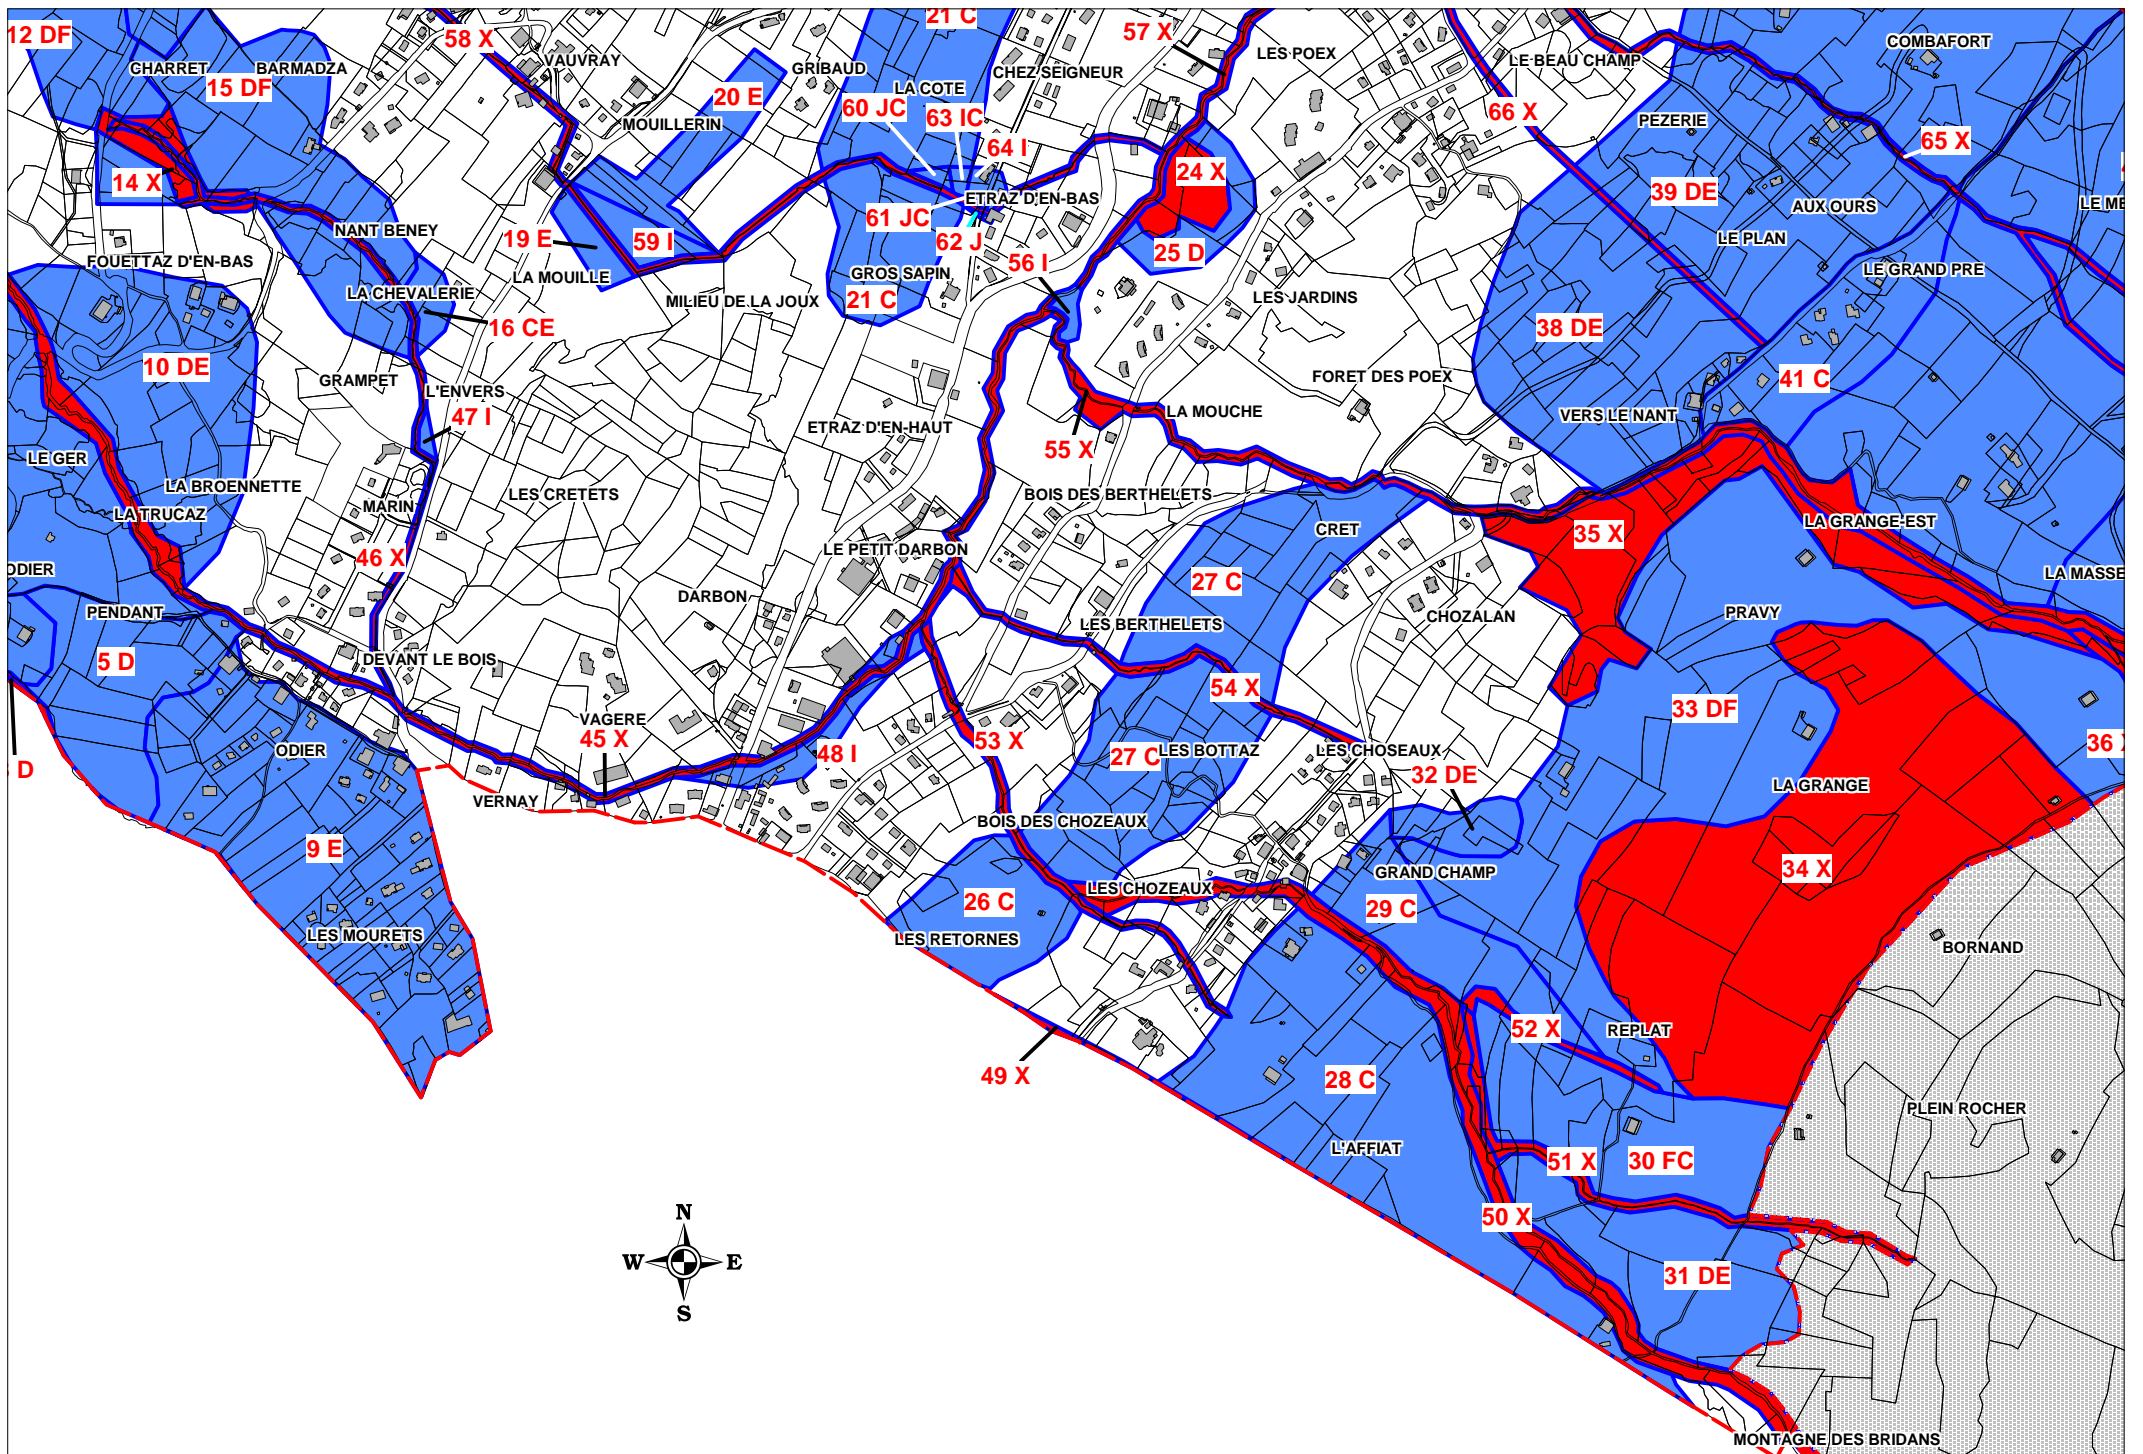 12 DF
CHARRET
BARMADZA
15 DF
58 X
VAUVRAY
GRIBAUD
20 E
MOUILLERIN
21 C
57 X
LES POEX
CHEZ SEIGNEUR
LA COTE
60 JC
63 IC
64 I
LE BEAU CHAMP
COMBAFORT
66 X
PEZERIE
65 X
14 X
NANT BENEY
24 X
ETRAZ D'EN-BAS
61 JC
62 J
39 DE
AUX OURS
LE PLAN
LE GRAND PRE
19 E
59 I
LA MOUILLE
25 D
56 I
FOUETTAZ D'EN-BAS
LA CHEVALERIE
16 CE
MILIEU DE LA JOUX
GROS SAPIN
21 C
LES JARDINS
38 DE
10 DE
GRAMPET
L'ENVERS
47 I
FORET DES POEX
41 C
LA MOUCHE
VERS LE NANT
ETRAZ D'EN-HAUT
55 X
LE GER
LA BROENNETTE
LES CRETETS
BOIS DES BERTHELETS
MARIN
LA TRUCAZ
CRET
35 X
LA GRANGE-EST
46 X
LE PETIT DARBON
ODIER
27 C
LA MASSE
DARBON
PENDANT
LES BERTHELETS
CHOZALAN
PRAVY
5 D
DEVANT LE BOIS
54 X
33 DF
VAGERE
45 X
ODIER
48 I
53 X
27 C
LES BOTTAZ
LES CHOSEAUX
32 DE
36
D
VERNAY
LA GRANGE
BOIS DES CHOZEAUX
9 E
GRAND CHAMP
34 X
LES CHOZEAUX
26 C
29 C
LES MOURETS
LES RETORNES
BORNAND
52 X
REPLAT
49 X
28 C
PLEIN ROCHER
L'AFFIAT
51 X
30 FC
50 X
N
W
E
S
31 DE
MONTAGNE DES BRIDANS